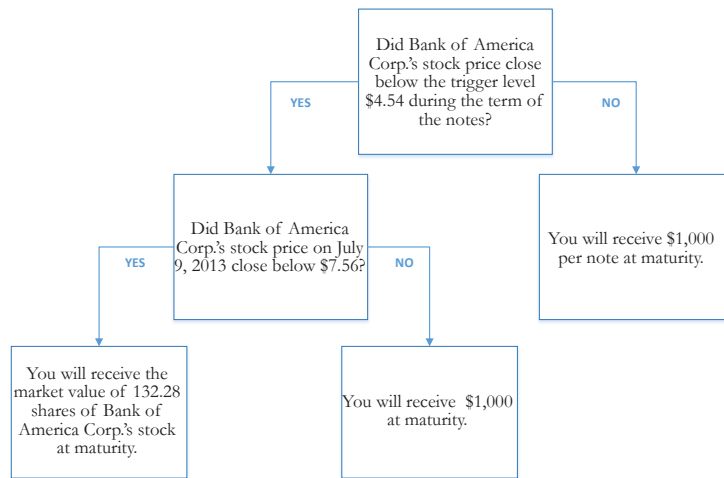 Did Bank of America
Corp.'s stock price close
below the trigger level
$4.54 during the term of
the notes?
YES
NO
Did Bank of America
Corp.'s stock price on July
9, 2013 close below $7.56?
You will receive $1,000
per note at maturity.
YES
NO
You will receive the
market value of 132.28
shares of Bank of
America Corp.'s stock
at maturity.
You will receive $1,000
at maturity.